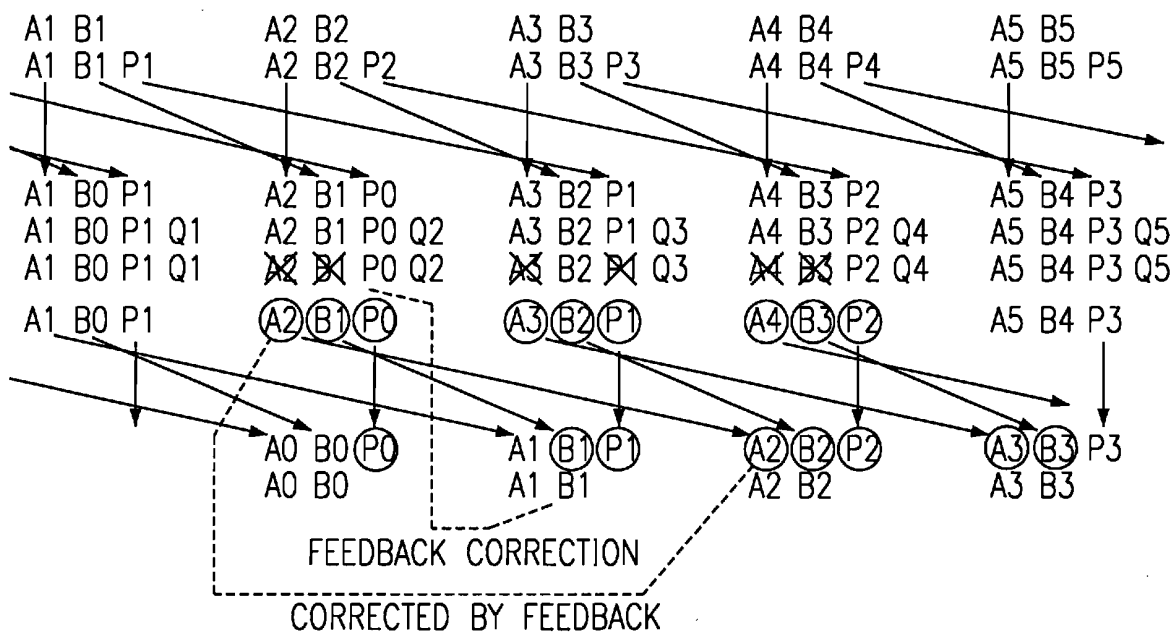 A1 B1 A2 B2 A3 B3 A4 B4 A5 B5
A1 B1 P1 A2 B2 P2 A3 B3 P3 A4 B4 P4 A5 B5 P5
A1 B0 P1 A2 B1 P0 A3 B2 P1 A4 B3 P2 A5 B4 P3
A1 B0 P1 Q1 A2 B1 P0 Q2 A3 B2 P1 Q3 A4 B3 P2 Q4 A5 B4 P3 Q5
A1 B0 P1 Q1 A2 B1 P0 Q2 A3 B2 P1 Q3 A4 B3 P2 Q4 A5 B4 P3 Q5
A1 B0 P1 A2 B1 P0 A3 B2 P1 A4 B3 P2 A5 B4 P3
A0 B0 P0 A1 B1 P1 A2 B2 P2 A3 B3 P3
A0 B0 A1 B1 A2 B2 A3 B3
FEEDBACK CORRECTION
CORRECTED BY FEEDBACK